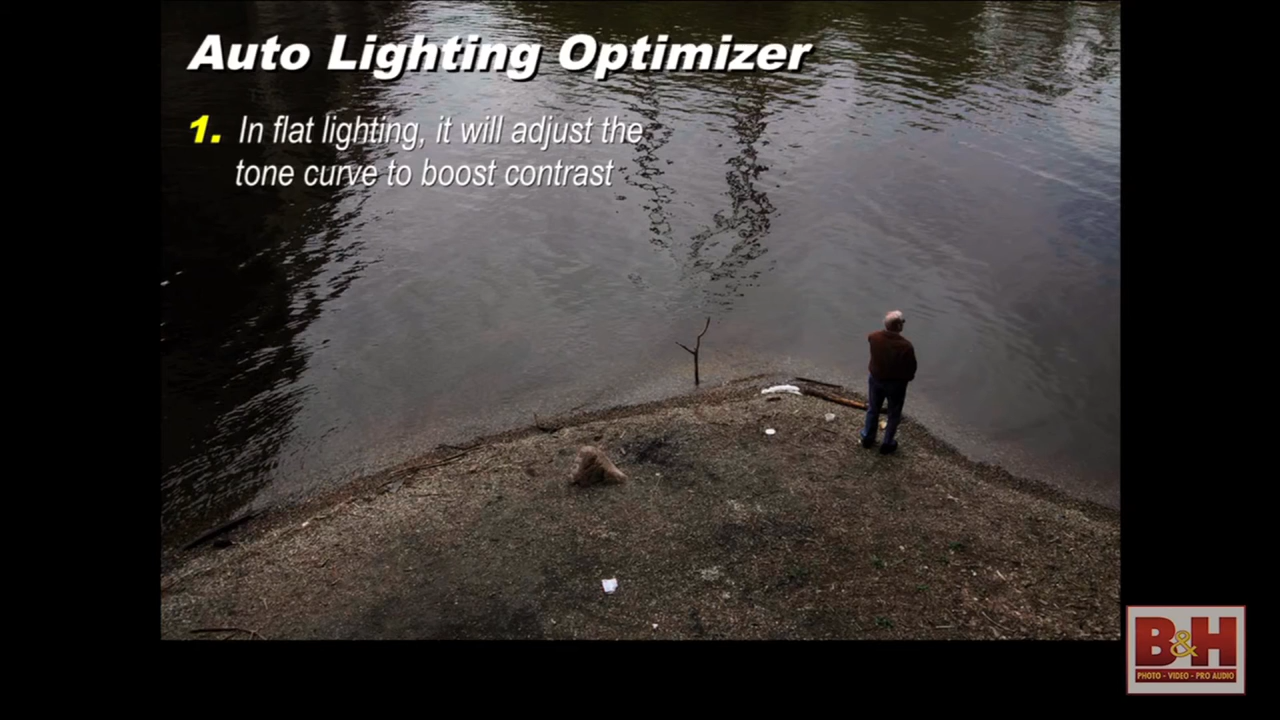 Auto Lighting Optimizer
1. In flat lighting, it will adjust the
tone curve to boost contrast
B&H
PHOTO - VIDEO - PRO AUDIO